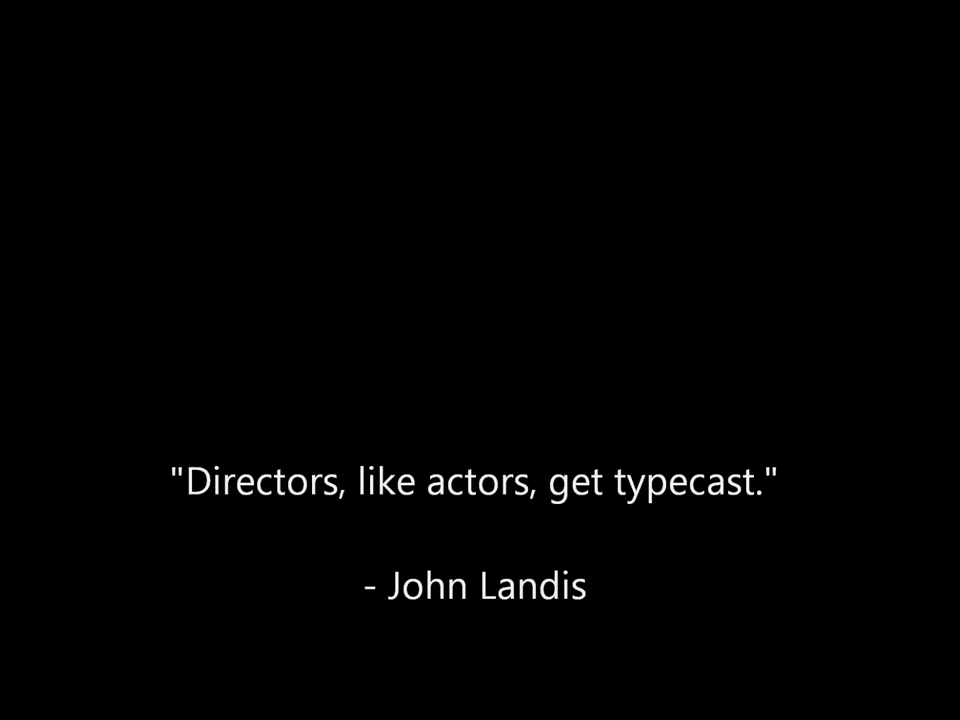 "Directors, like actors, get typecast."
- John Landis